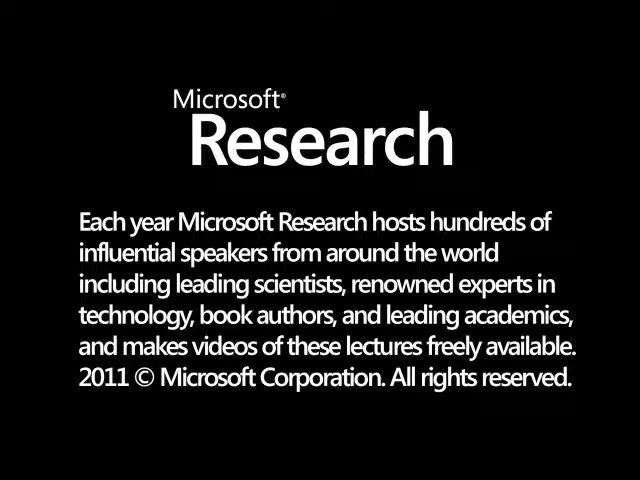 Microsoft®
Research
Each year Microsoft Research hosts hundreds of
influential speakers from around the world
including leading scientists, renowned experts in
technology, book authors, and leading academics,
and makes videos of these lectures freely available.
2011 © Microsoft Corporation. All rights reserved.